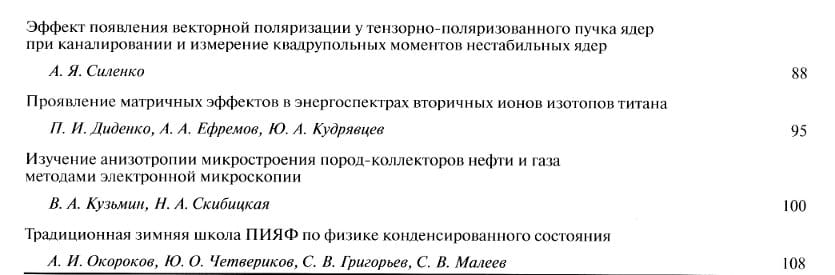 Эффект появления векторной поляризации у тензорно-поляризованного пучка ядер
при каналировании и измерение квадрупольных моментов нестабильных ядер
А. Я. Силенко 88
Проявление матричных эффектов в энергоспектрах вторичных ионов изотопов титана
П. И. Диденко, А. А. Ефремов, Ю. А. Кудрявцев 95
Изучение анизотропии микростроения пород-коллекторов нефти и газа
методами электронной микроскопии
В. А. Кузьмин, Н. А. Скибицкая 100
Традиционная зимняя школа ПИЯФ по физике конденсированного состояния
А. И. Окороков, Ю. О. Четвериков, С. В. Григорьев, С. В. Малеев 108